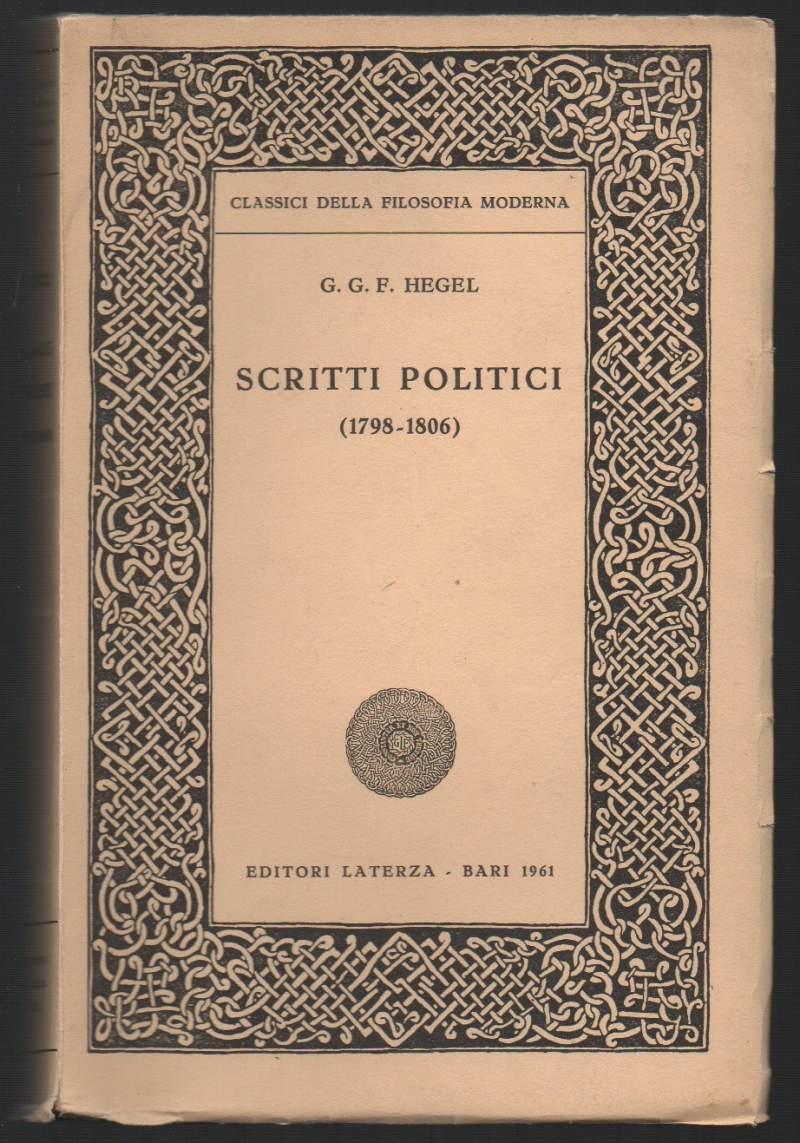 CLASSICI DELLA FILOSOFIA MODERNA
G. G. F. HEGEL
SCRITTI POLITICI
(1798-1806)
EDITORI LATERZA - BARI 1961